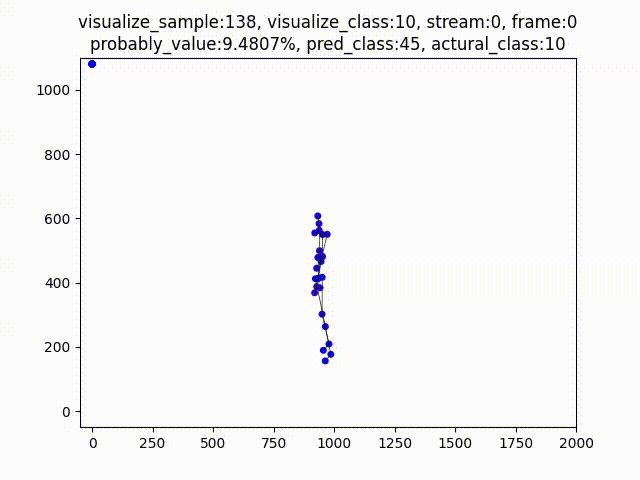 visualize_sample:138, visualize_class:10, stream:0, frame:0
probably_value:9.4807%, pred_class:45, actural_class:10
1000
800
600
400
200
0
0 250 500 750 1000 1250 1500 1750 2000